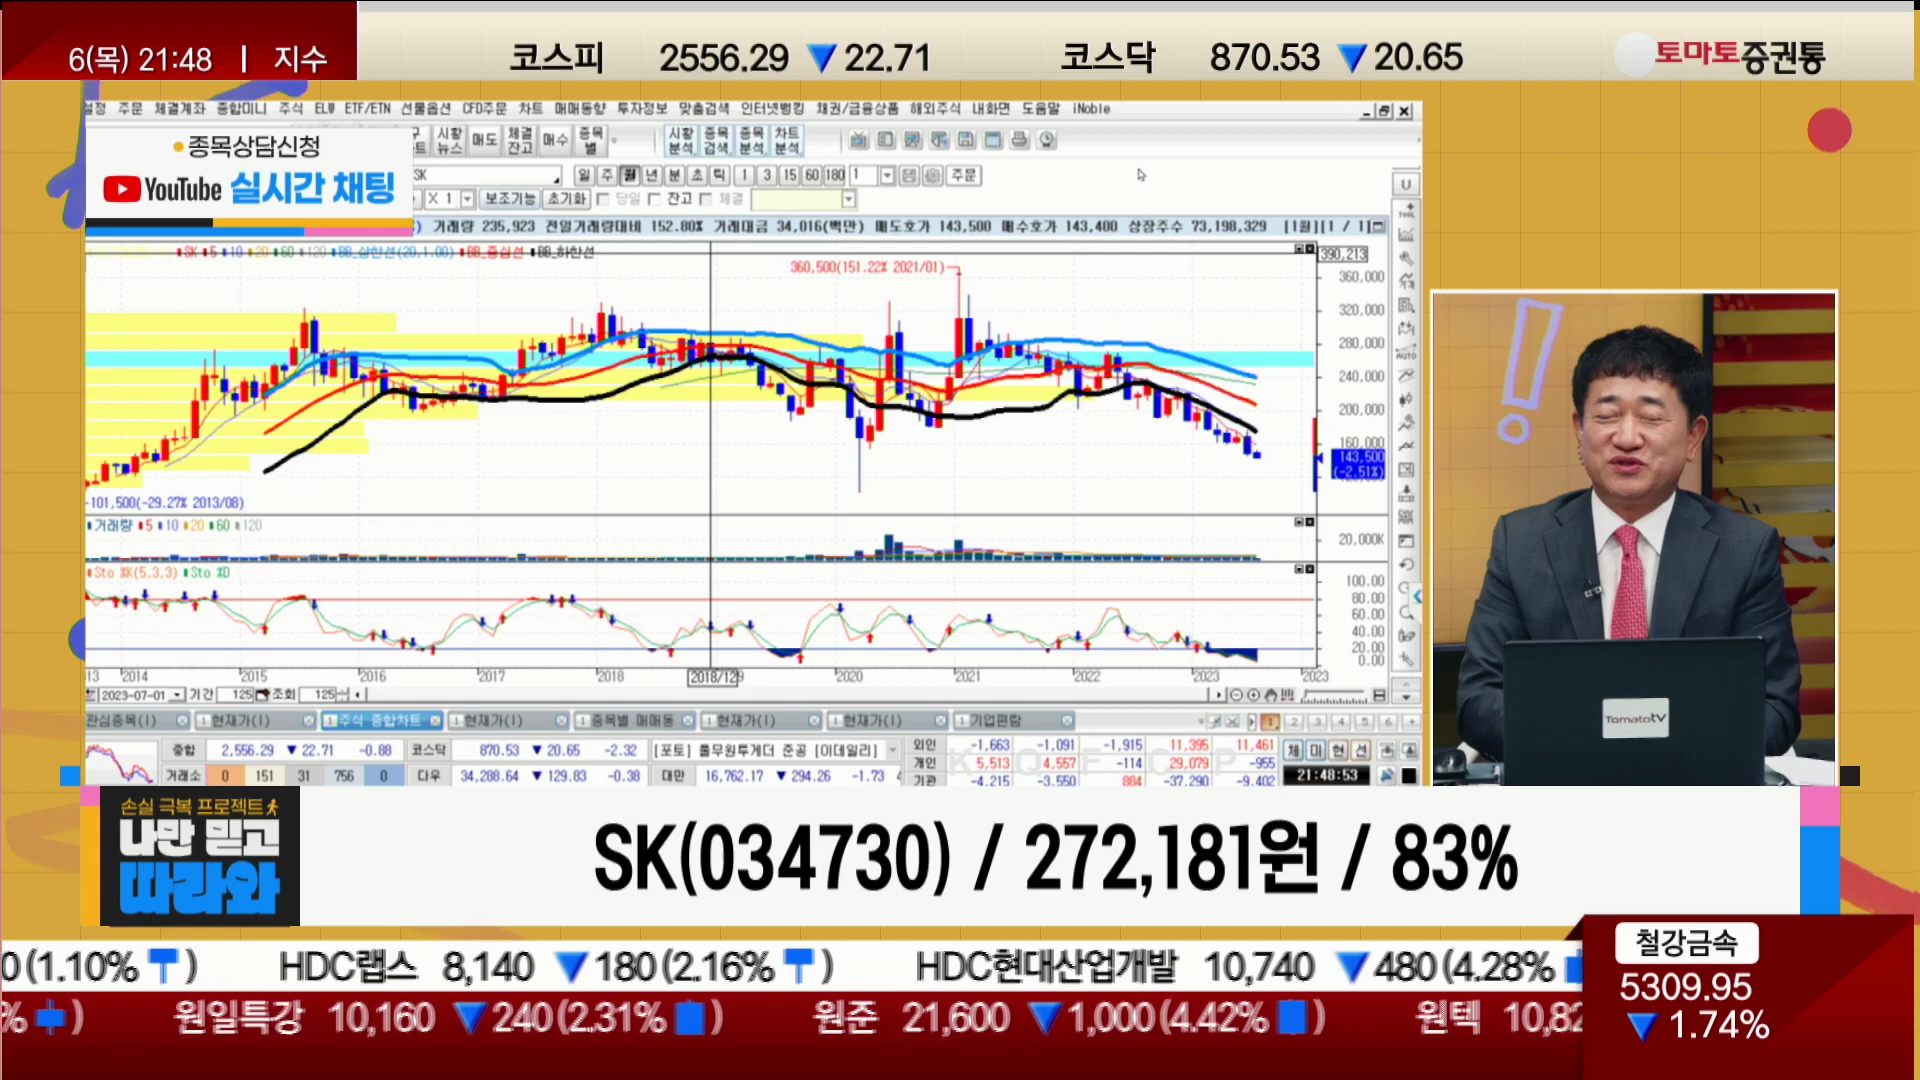 6(목) 21:48 | 지수
코스피 2556.29 ▼ 22.71 코스닥 870.53 ▼ 20.65
토마토증권통
설정 주문 체결계좌 종합미니 주식 ELW ETF/ETN 선물옵션 CFD주문 차트 매매동향 투자정보 맞춤검색 인터넷뱅킹 채권/금융상품 해외주식 내화면 도움말 iNoble
•종목상담신청
YouTube 실시간 채팅
시황뉴스 매도 체결잔고 매수 종목별 시황분석 종목검색 종목분석 차트분석
SK 일 주 월 년 분 초 틱 1 3 15 60 180 1 주문
X 1 보조기능 초기화 당일 잔고 체결
거래량 235,923 전일거래량대비 152.80% 거래대금 34,016(백만) 매도호가 143,500 매수호가 143,400 상장주수 73,198,329 [1월][1 / 1]
SK 5 10 20 60 120 BB_상한선(20,1.00) BB_중심선 BB_하한선
390,213
360,500(151.22% 2021/01)
360,000
320,000
280,000
240,000
200,000
160,000
143,500
(-2.51%)
101,500(-29.27% 2013/08)
거래량 5 10 20 60 120
20,000K
Sto %K(5,3,3) Sto %D
100.00
80.00
60.00
40.00
20.00
0.00
13 2014 2015 2016 2017 2018 2018/12 9 2020 2021 2022 2023 2023
2023-07-01 기간 125 조회 125
관심종목(I) 현재가(I) 주식 종합차트 현재가(I) 종목별 매매동 현재가(I) 현재가(I) 기업편람 1 2 3 4 5 6
종합 2,556.29 ▼ 22.71 -0.88 코스닥 870.53 ▼ 20.65 -2.32 [포토] 풀무원투게더 준공 [이데일리] 외인 -1,663 -1,091 -1,915 11,395 11,461 체 미 현 선
개인 5,513 4,557 -114 29,079 -955 21:48:53
거래소 0 151 31 756 0 다우 34,288.64 ▼ 129.83 -0.38 대만 16,762.17 ▼ 294.26 -1.73 기관 -4,215 -3,550 884 -37,290 -9,402
TomatoTV
손실 극복 프로젝트
나만 믿고
따라와
SK(034730) / 272,181원 / 83%
0(1.10% ) HDC랩스 8,140 ▼180(2.16% ) HDC현대산업개발 10,740 ▼480(4.28%
% ) 원일특강 10,160 ▼240(2.31% ) 원준 21,600 ▼1,000(4.42% ) 원텍 10,82
철강금속
5309.95
▼ 1.74%